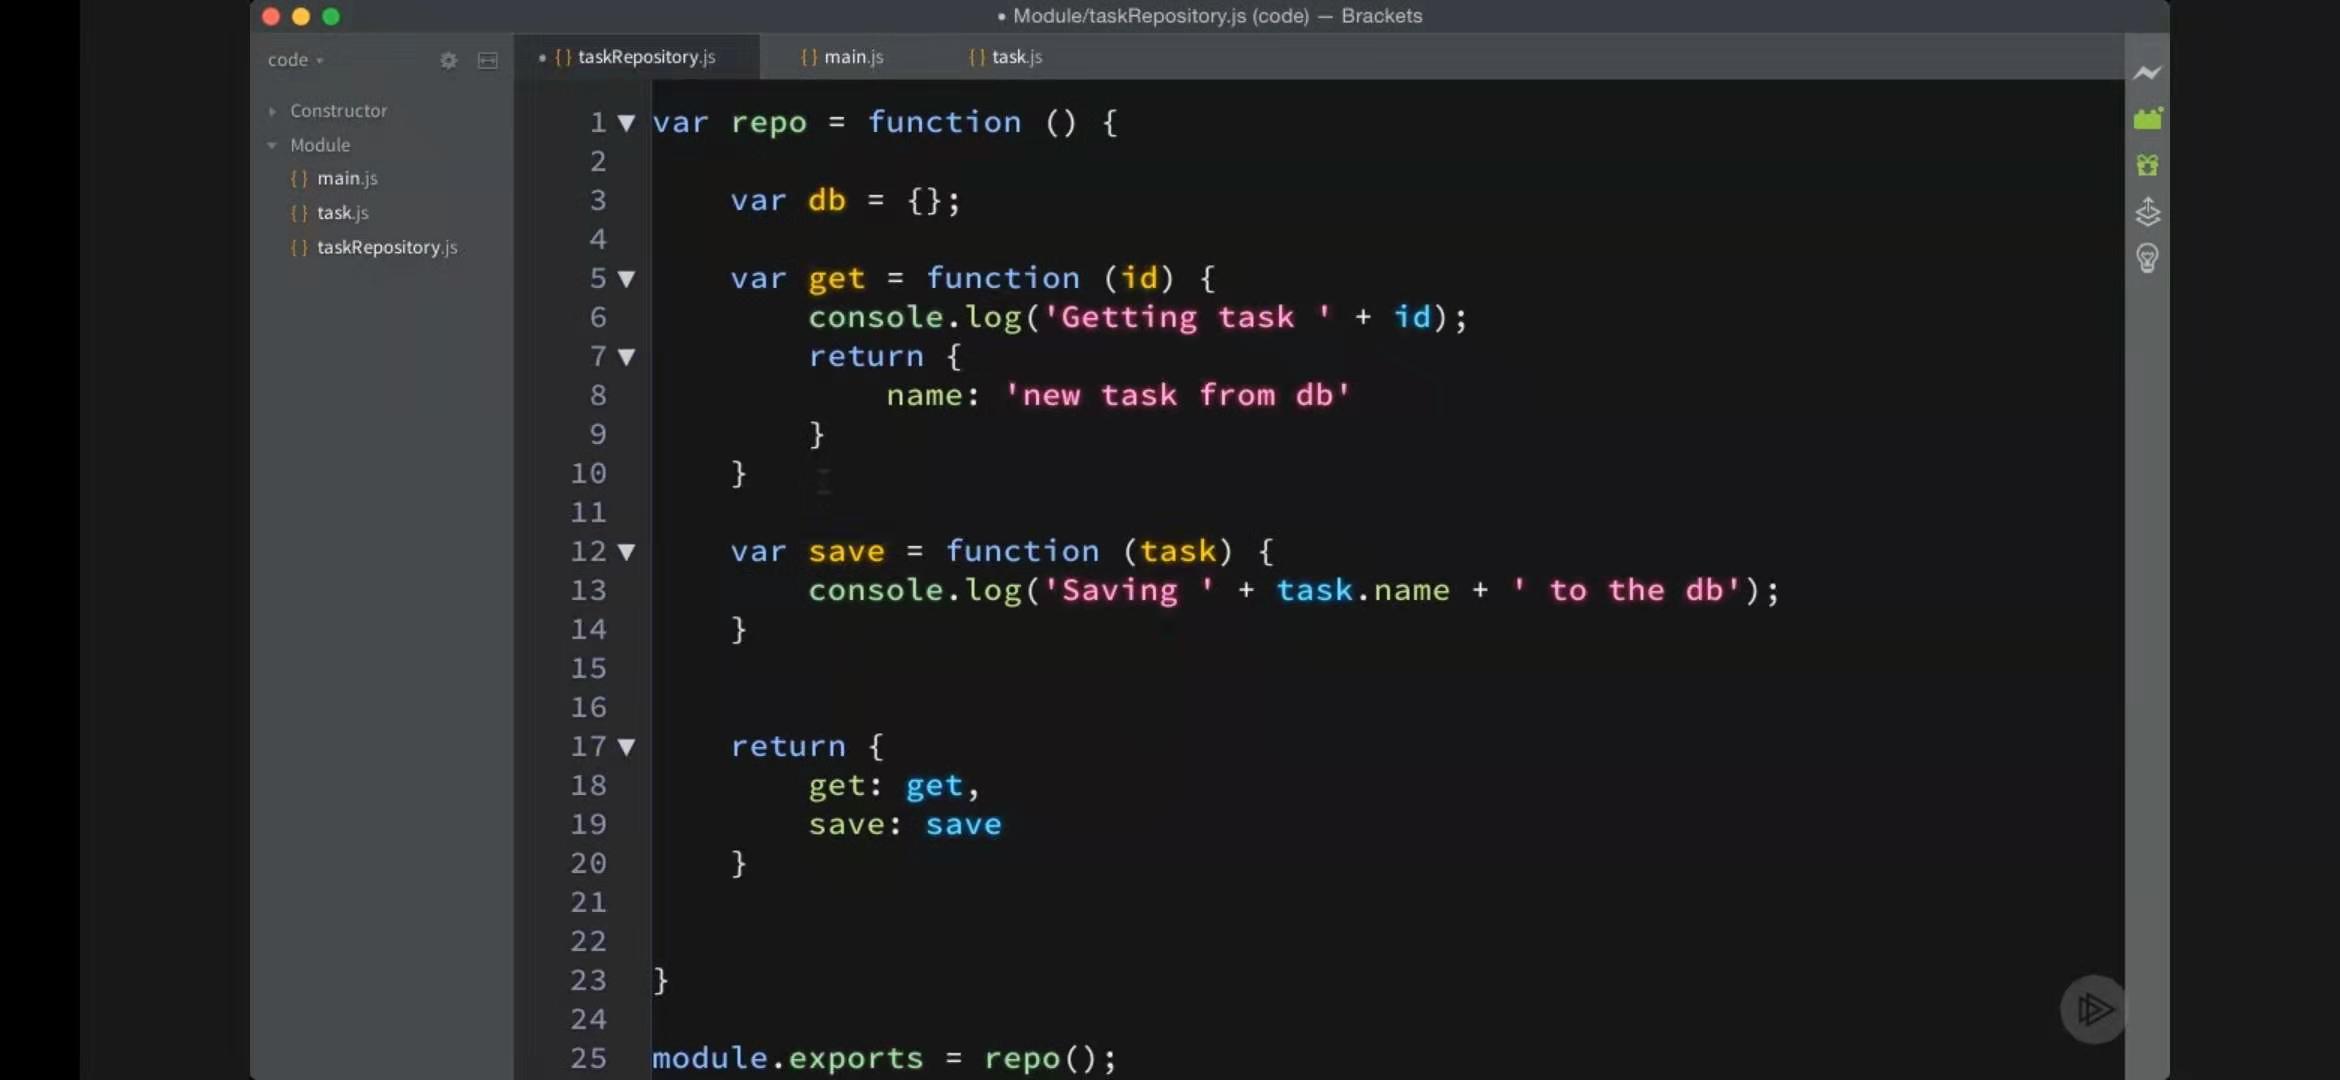 • Module/taskRepository.js (code) — Brackets
code
Constructor
Module
main.js
task.js
taskRepository.js
• {} taskRepository.js {} main.js {} task.js
1 var repo = function () {
2
3     var db = {};
4
5     var get = function (id) {
6         console.log('Getting task ' + id);
7         return {
8             name: 'new task from db'
9         }
10     }
11
12     var save = function (task) {
13         console.log('Saving ' + task.name + ' to the db');
14     }
15
16
17     return {
18         get: get,
19         save: save
20     }
21
22
23 }
24
25 module.exports = repo();